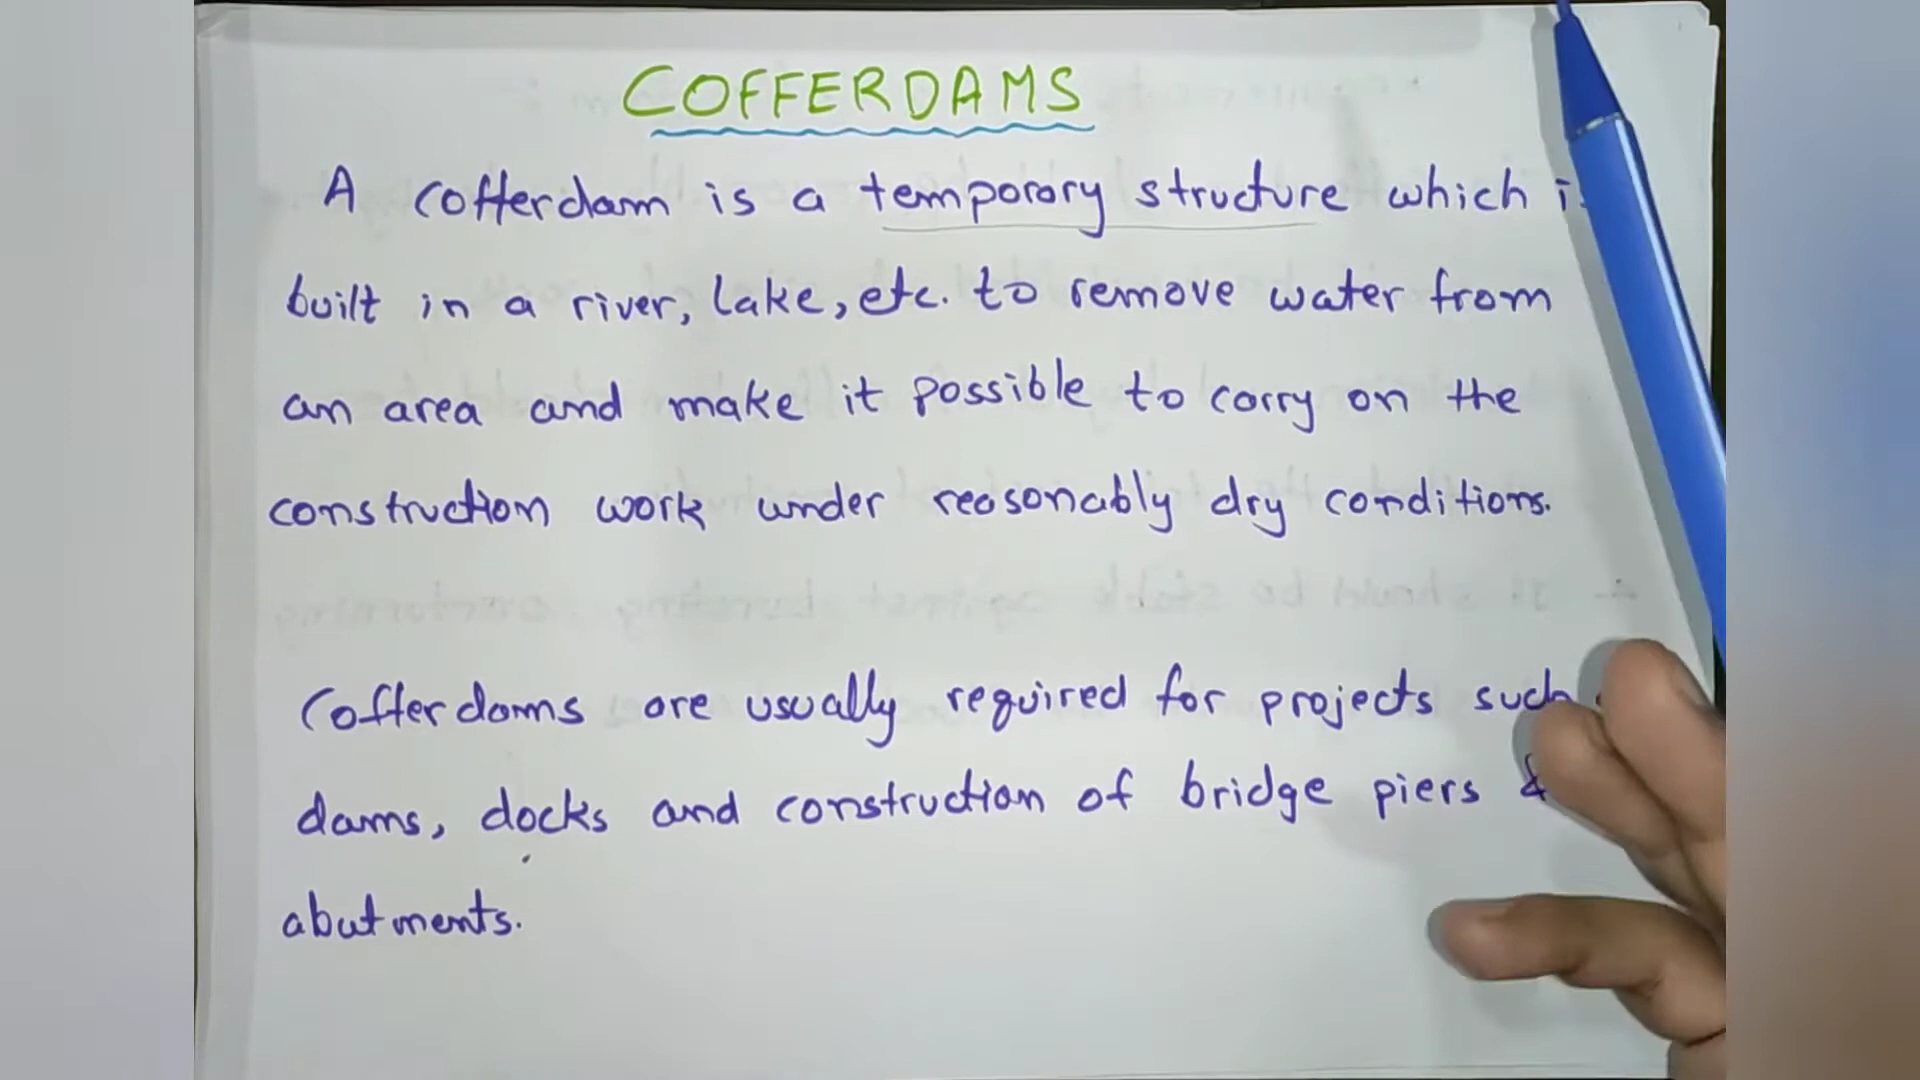 COFFERDAMS
A cofferdam is a temporary structure which
built in a river, lake, etc. to remove water from
an area and make it possible to carry on the
construction work under reasonably dry conditions.
Cofferdams are usually required for projects such
dams, docks and construction of bridge piers &
abutments.